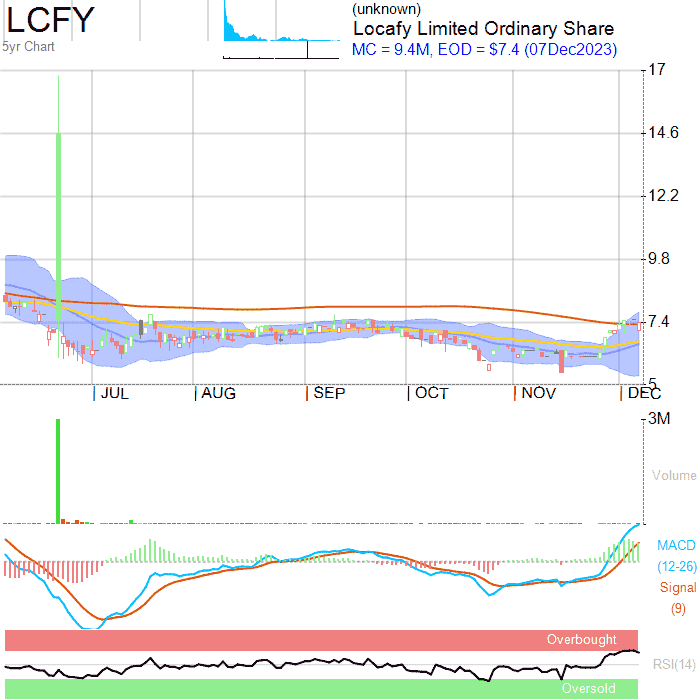 LCFY
5yr Chart
(unknown)
Locafy Limited Ordinary Share
MC = 9.4M, EOD = $7.4 (07Dec2023)
17
14.6
12.2
9.8
7.4
5
JUL AUG SEP OCT NOV DEC
3M
Volume
MACD
(12-26)
Signal
(9)
Overbought
RSI(14)
Oversold